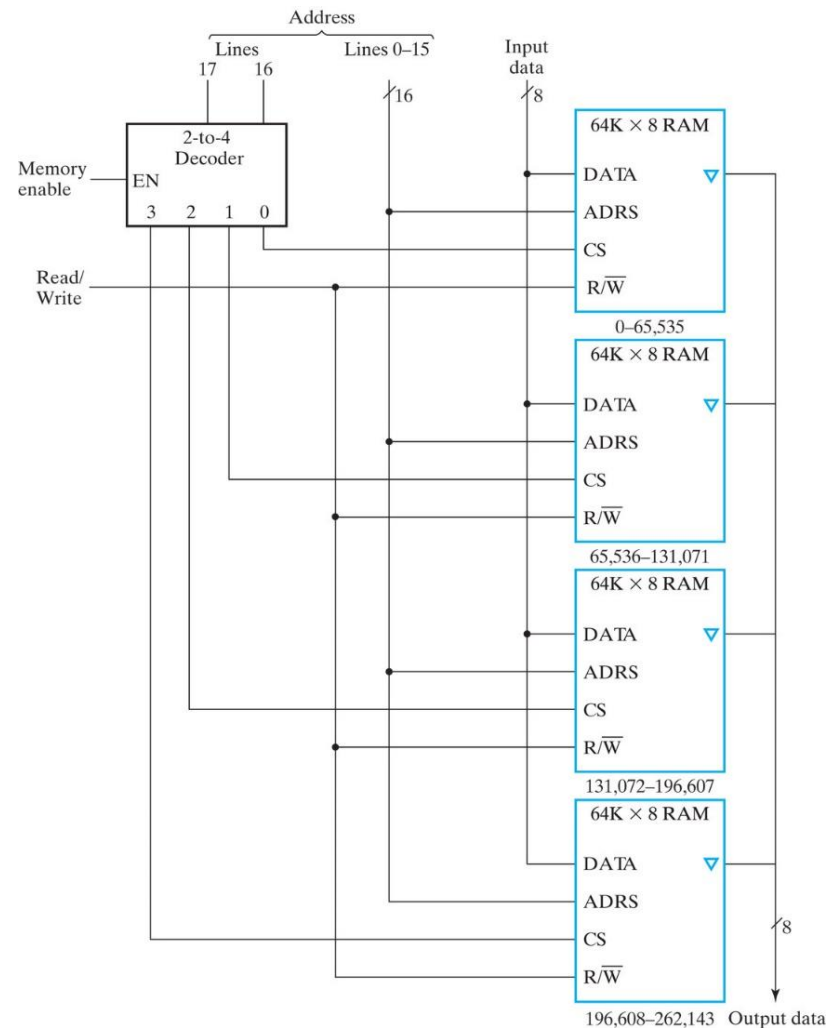 Address
Lines
17 16
Lines 0–15
16
Input
data
8
2-to-4
Decoder
Memory
enable
EN
3 2 1 0
Read/
Write
64K × 8 RAM
DATA
ADRS
CS
R/W̅
0–65,535
64K × 8 RAM
DATA
ADRS
CS
R/W̅
65,536–131,071
64K × 8 RAM
DATA
ADRS
CS
R/W̅
131,072–196,607
64K × 8 RAM
DATA
ADRS
CS
R/W̅
8
196,608–262,143
Output data